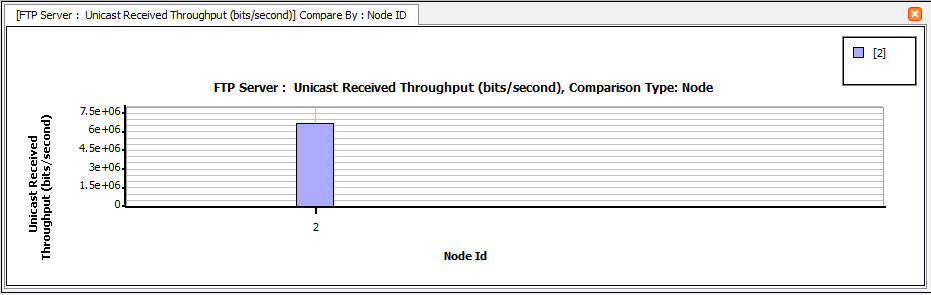 [FTP Server :  Unicast Received Throughput (bits/second)] Compare By : Node ID
[2]
FTP Server :  Unicast Received Throughput (bits/second), Comparison Type: Node
Unicast Received
Throughput (bits/second)
7.5e+06
6e+06
4.5e+06
3e+06
1.5e+06
0
2
Node Id